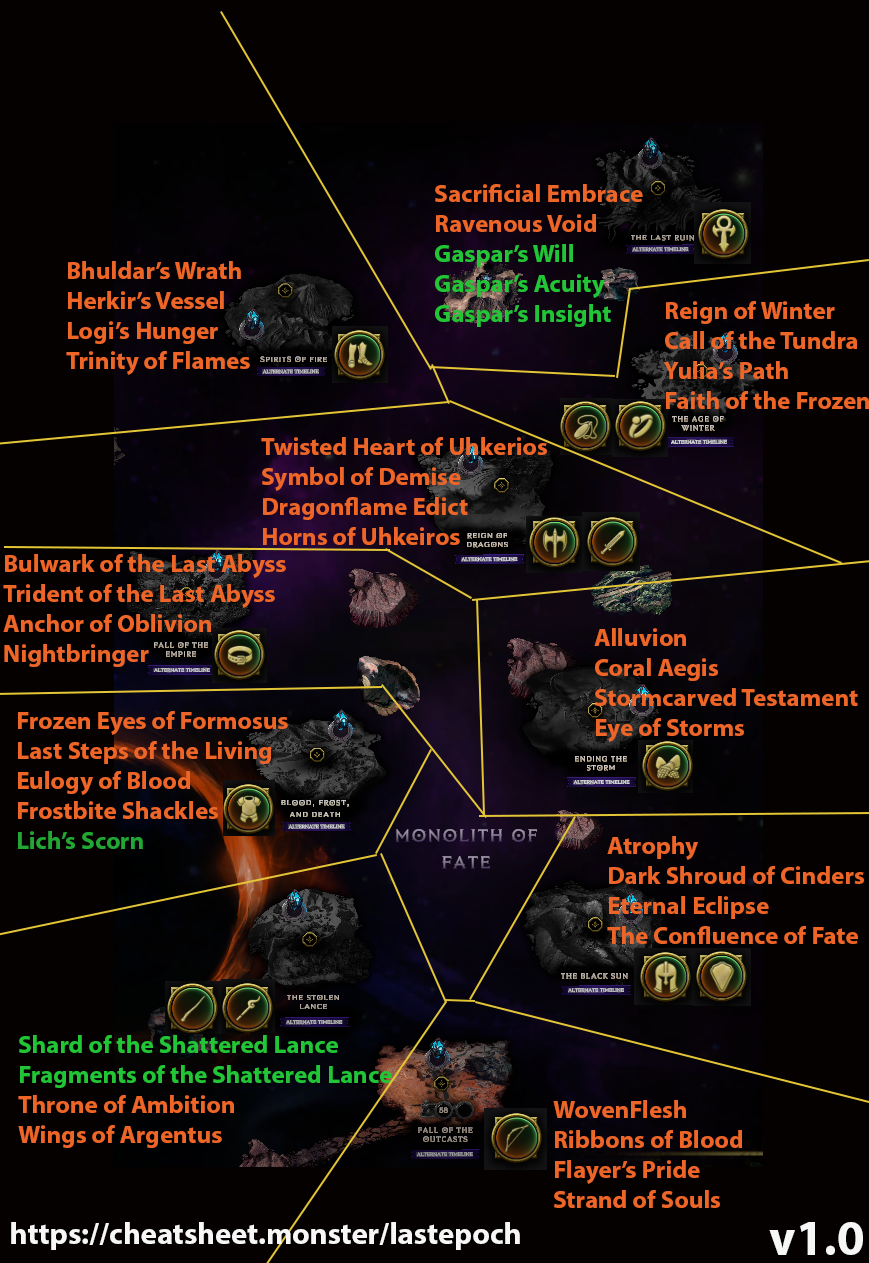 Sacrificial Embrace
Ravenous Void
Gaspar's Will
Gaspar's Acuity
Gaspar's Insight
THE LAST RUIN
ALTERNATE TIMELINE
Bhuldar's Wrath
Herkir's Vessel
Logi's Hunger
Trinity of Flames
SPIRITS OF FIRE
ALTERNATE TIMELINE
Reign of Winter
Call of the Tundra
Yulia's Path
Faith of the Frozen
THE AGE OF
WINTER
ALTERNATE TIMELINE
Twisted Heart of Uhkerios
Symbol of Demise
Dragonflame Edict
Horns of Uhkeiros
REIGN OF
DRAGONS
ALTERNATE TIMELINE
Bulwark of the Last Abyss
Trident of the Last Abyss
Anchor of Oblivion
Nightbringer
FALL OF THE
EMPIRE
ALTERNATE TIMELINE
Alluvion
Coral Aegis
Stormcarved Testament
Eye of Storms
ENDING THE
STORM
ALTERNATE TIMELINE
Frozen Eyes of Formosus
Last Steps of the Living
Eulogy of Blood
Frostbite Shackles
Lich's Scorn
BLOOD, FROST,
AND DEATH
ALTERNATE TIMELINE
MONOLITH OF
FATE
Atrophy
Dark Shroud of Cinders
Eternal Eclipse
The Confluence of Fate
THE BLACK SUN
ALTERNATE TIMELINE
THE STOLEN
LANCE
ALTERNATE TIMELINE
Shard of the Shattered Lance
Fragments of the Shattered Lance
Throne of Ambition
Wings of Argentus
58
FALL OF THE
OUTCASTS
ALTERNATE TIMELINE
WovenFlesh
Ribbons of Blood
Flayer's Pride
Strand of Souls
https://cheatsheet.monster/lastepoch
v1.0